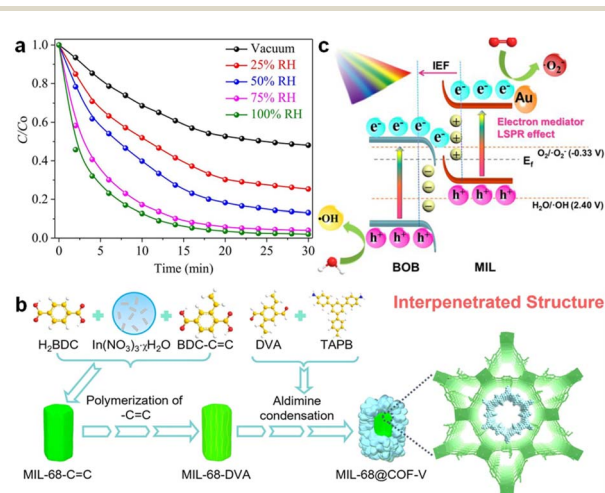 a
C/Co
1.0
0.8
0.6
0.4
0.2
0.0
0
5
10
15
20
25
30
Time (min)
Vacuum
25% RH
50% RH
75% RH
100% RH
c
IEF
·O₂⁻
e⁻ e⁻ e⁻
Au
e⁻ e⁻ e⁻ e⁻
Electron mediator
LSPR effect
O₂/·O₂⁻ (-0.33 V)
E_f
H₂O/·OH (2.40 V)
·OH
h⁺ h⁺ h⁺
h⁺ h⁺ h⁺
BOB
MIL
b
H₂BDC
In(NO₃)₃·χH₂O
BDC-C=C
DVA
TAPB
Interpenetrated Structure
Polymerization of
-C=C
Aldimine
condensation
MIL-68-C=C
MIL-68-DVA
MIL-68@COF-V